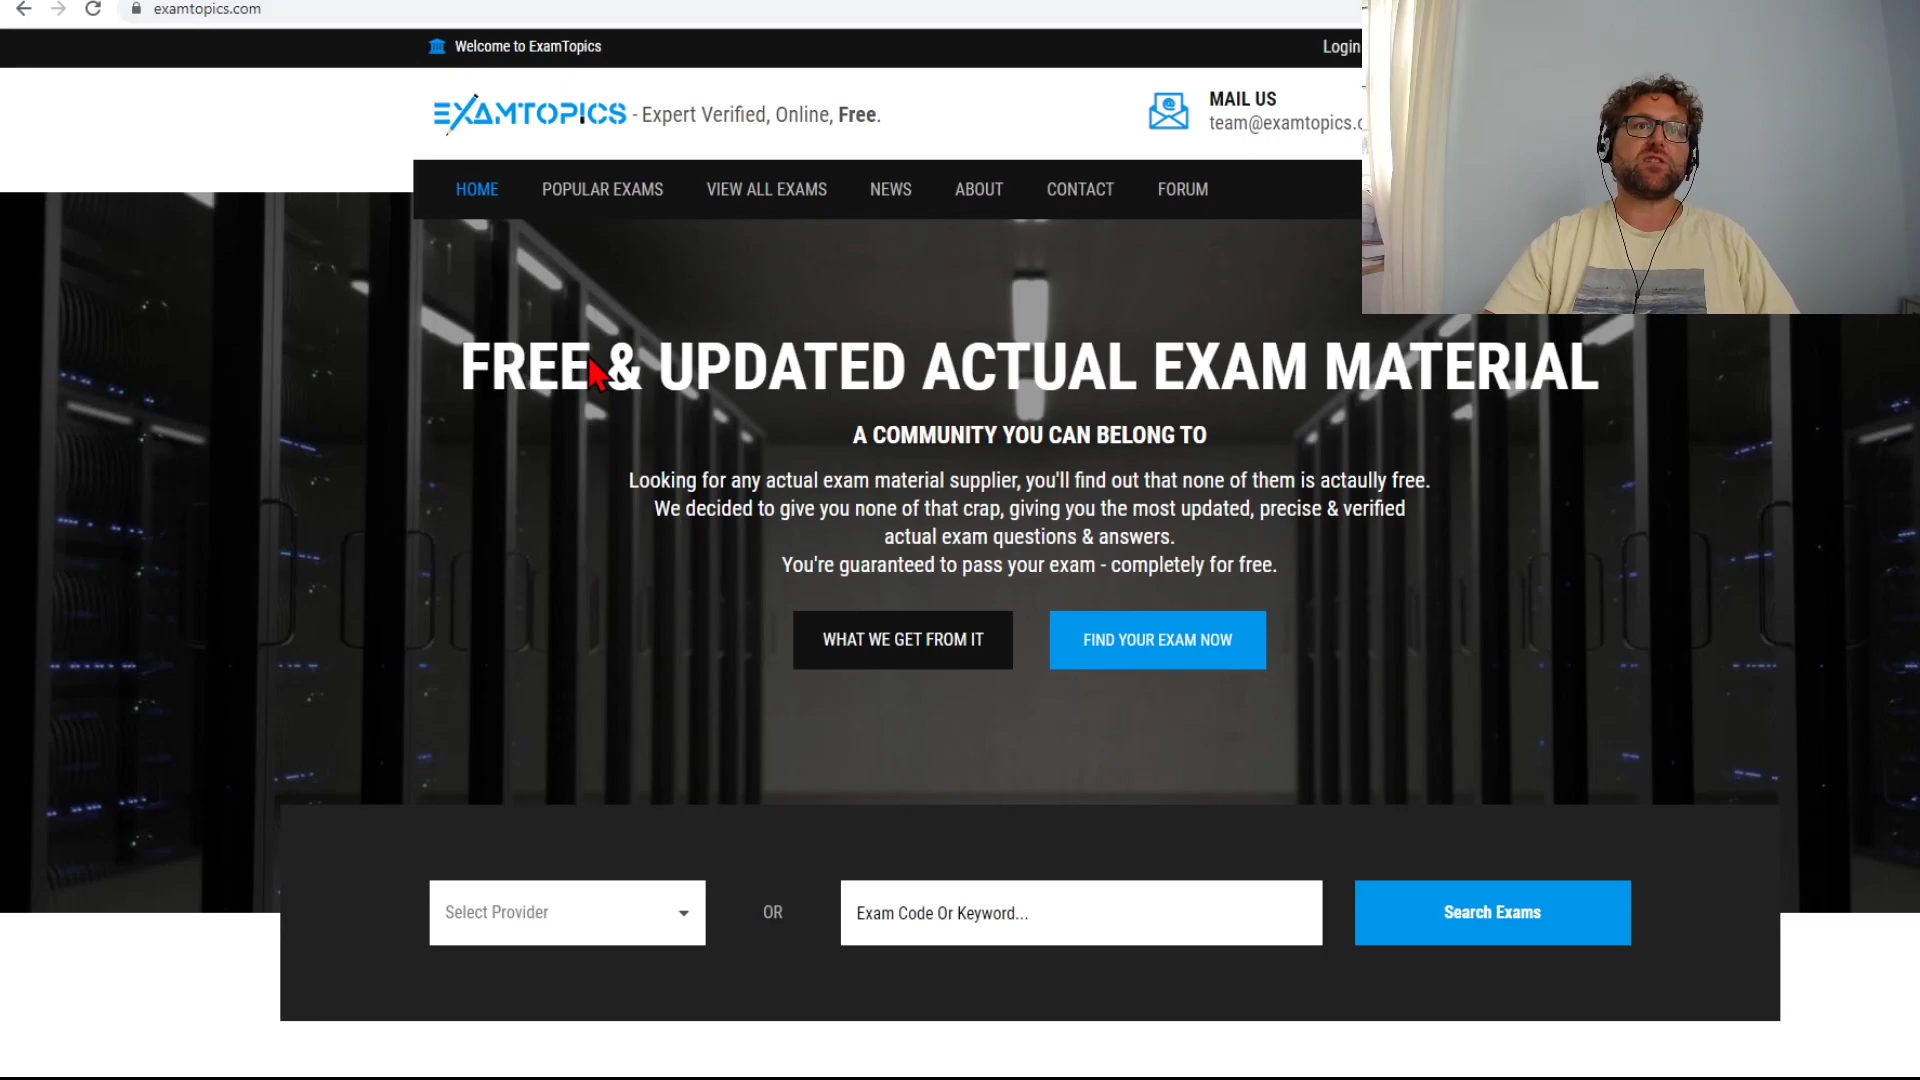 examtopics.com
Welcome to ExamTopics
Login
EXAMTOPICS - Expert Verified, Online, Free.
MAIL US
team@examtopics.c
HOME POPULAR EXAMS VIEW ALL EXAMS NEWS ABOUT CONTACT FORUM
FREE & UPDATED ACTUAL EXAM MATERIAL
A COMMUNITY YOU CAN BELONG TO
Looking for any actual exam material supplier, you'll find out that none of them is actaully free.
We decided to give you none of that crap, giving you the most updated, precise & verified
actual exam questions & answers.
You're guaranteed to pass your exam - completely for free.
WHAT WE GET FROM IT FIND YOUR EXAM NOW
Select Provider OR Exam Code Or Keyword... Search Exams